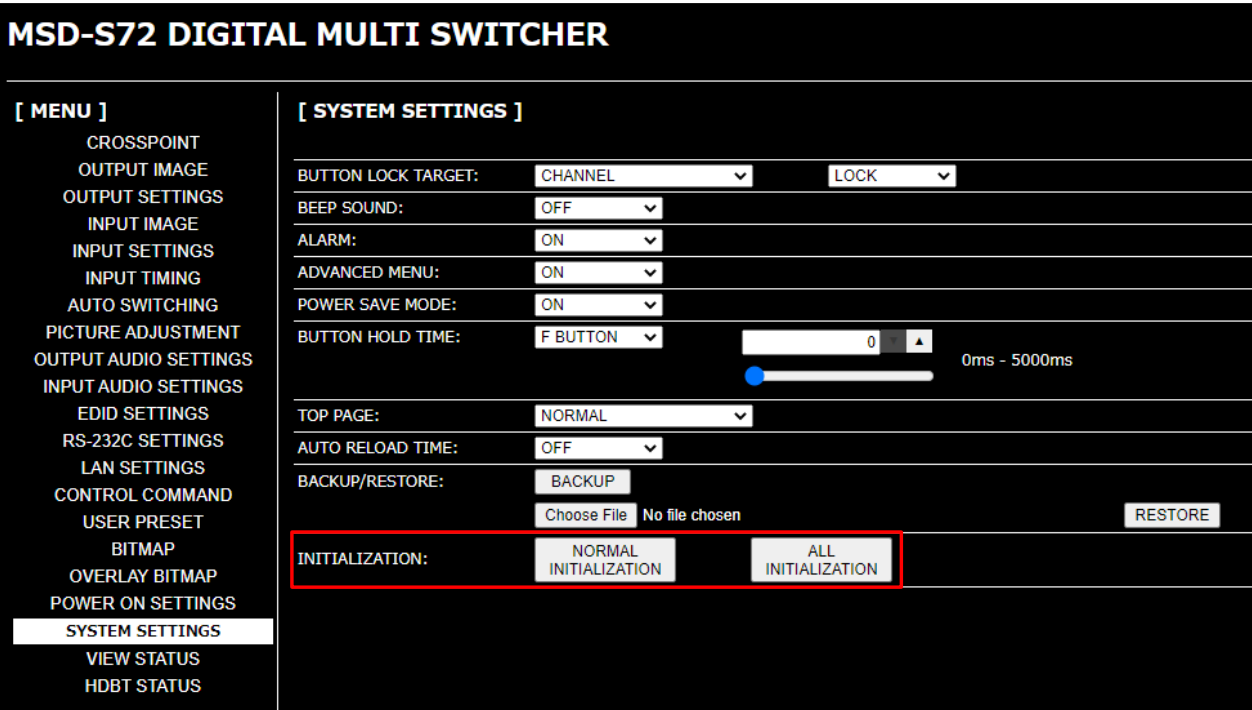 MSD-S72 DIGITAL MULTI SWITCHER
[ MENU ]
CROSSPOINT
OUTPUT IMAGE
OUTPUT SETTINGS
INPUT IMAGE
INPUT SETTINGS
INPUT TIMING
AUTO SWITCHING
PICTURE ADJUSTMENT
OUTPUT AUDIO SETTINGS
INPUT AUDIO SETTINGS
EDID SETTINGS
RS-232C SETTINGS
LAN SETTINGS
CONTROL COMMAND
USER PRESET
BITMAP
OVERLAY BITMAP
POWER ON SETTINGS
SYSTEM SETTINGS
VIEW STATUS
HDBT STATUS
[ SYSTEM SETTINGS ]
BUTTON LOCK TARGET: CHANNEL LOCK
BEEP SOUND: OFF
ALARM: ON
ADVANCED MENU: ON
POWER SAVE MODE: ON
BUTTON HOLD TIME: F BUTTON 0
0ms - 5000ms
TOP PAGE: NORMAL
AUTO RELOAD TIME: OFF
BACKUP/RESTORE: BACKUP
Choose File No file chosen RESTORE
INITIALIZATION: NORMAL INITIALIZATION ALL INITIALIZATION